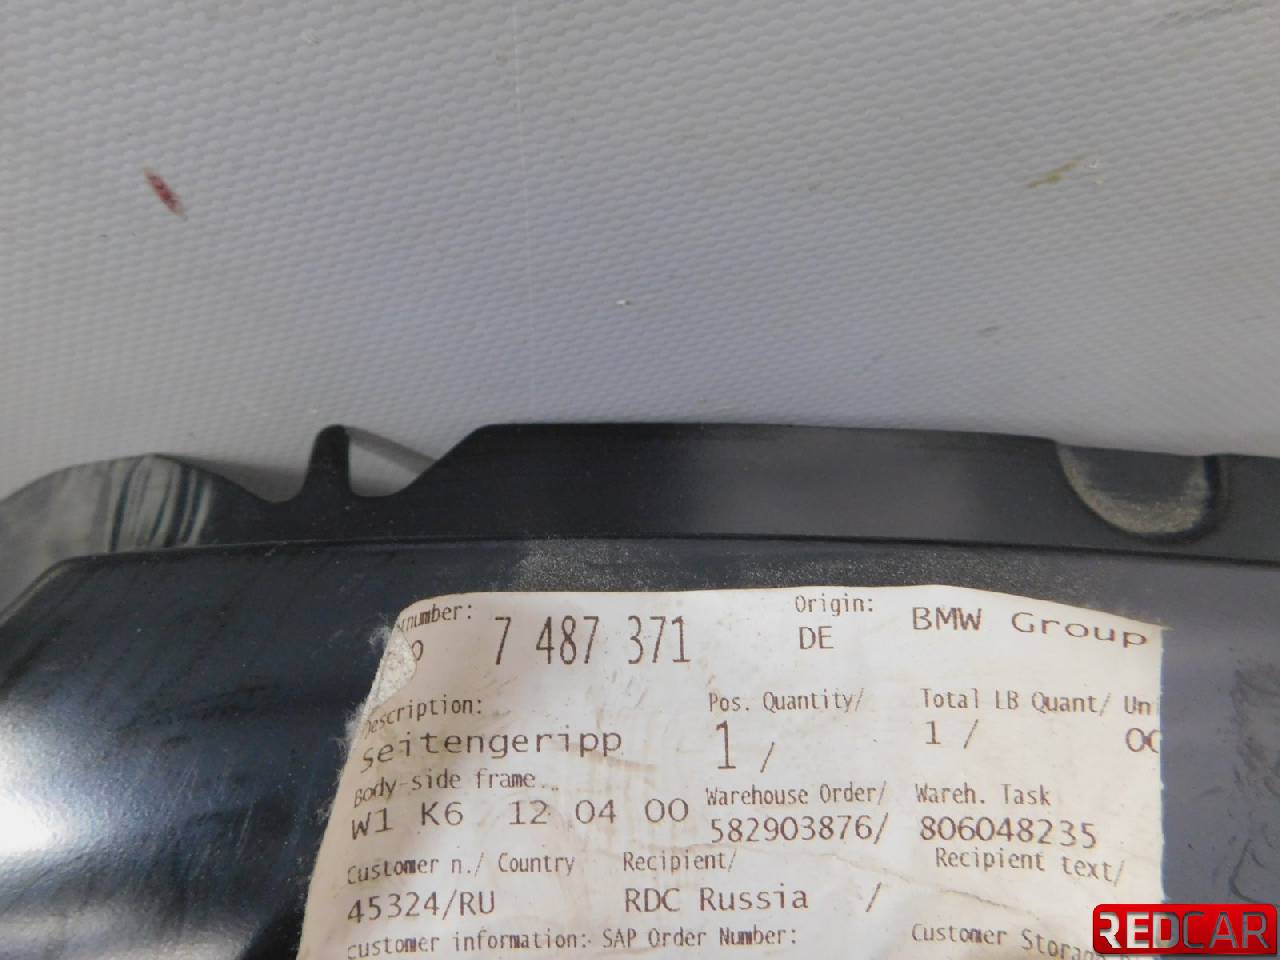 number: Origin: BMW Group
7 487 371 DE
Description: Pos. Quantity/ Total LB Quant/ Un
Seitengeripp 1 / 1 /
Body-side frame..
W1 K6 12 04 00 Warehouse Order/ Wareh. Task
582903876/ 806048235
Customer n./ Country Recipient/ Recipient text/
45324/RU RDC Russia /
Customer information: SAP Order Number: Customer Storag
REDCAR